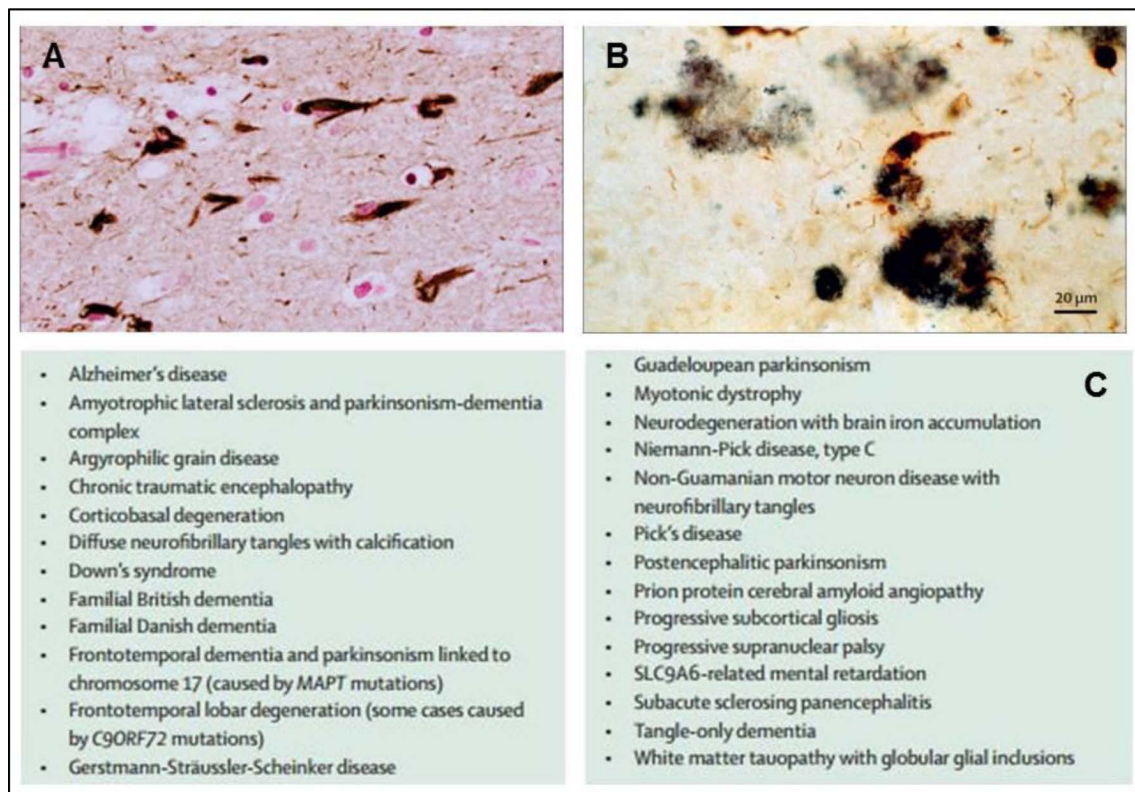 A
B
20 μm
• Alzheimer's disease
• Amyotrophic lateral sclerosis and parkinsonism-dementia
complex
• Argyrophilic grain disease
• Chronic traumatic encephalopathy
• Corticobasal degeneration
• Diffuse neurofibrillary tangles with calcification
• Down's syndrome
• Familial British dementia
• Familial Danish dementia
• Frontotemporal dementia and parkinsonism linked to
chromosome 17 (caused by MAPT mutations)
• Frontotemporal lobar degeneration (some cases caused
by C9ORF72 mutations)
• Gerstmann-Sträussler-Scheinker disease
C
• Guadeloupean parkinsonism
• Myotonic dystrophy
• Neurodegeneration with brain iron accumulation
• Niemann-Pick disease, type C
• Non-Guamanian motor neuron disease with
neurofibrillary tangles
• Pick's disease
• Postencephalitic parkinsonism
• Prion protein cerebral amyloid angiopathy
• Progressive subcortical gliosis
• Progressive supranuclear palsy
• SLC9A6-related mental retardation
• Subacute sclerosing panencephalitis
• Tangle-only dementia
• White matter tauopathy with globular glial inclusions